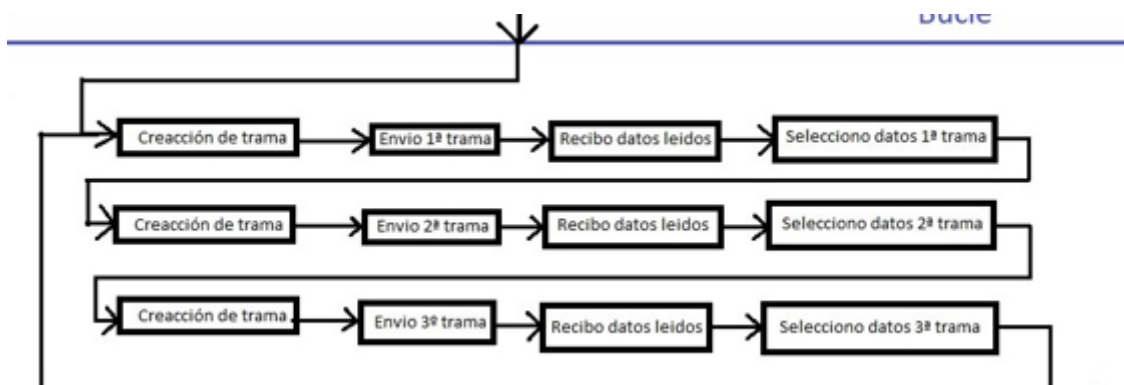 Bucle
Creacción de trama
Envio 1ª trama
Recibo datos leidos
Selecciono datos 1ª trama
Creacción de trama
Envio 2ª trama
Recibo datos leidos
Selecciono datos 2ª trama
Creacción de trama
Envio 3º trama
Recibo datos leidos
Selecciono datos 3ª trama